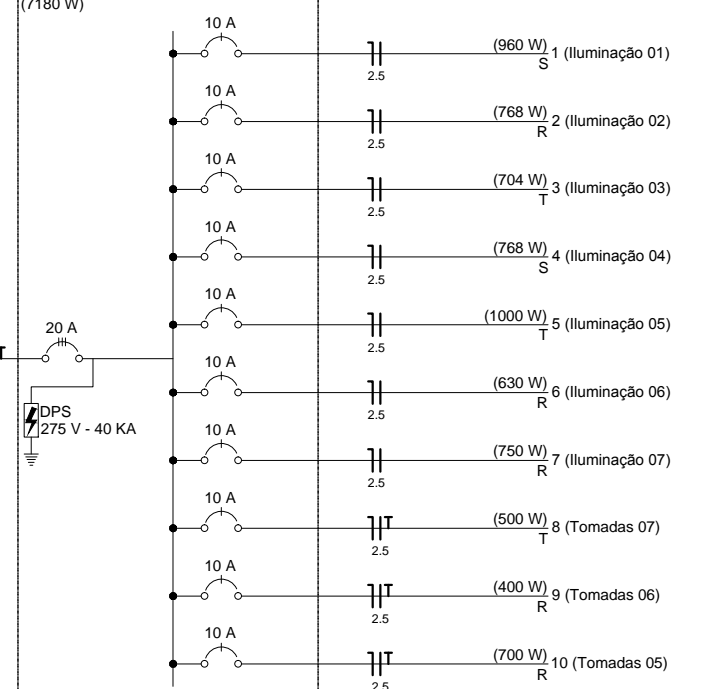 (7180 W)
10 A
(960 W)
2.5
S
1 (Iluminação 01)
10 A
(768 W)
2.5
R
2 (Iluminação 02)
10 A
(704 W)
2.5
T
3 (Iluminação 03)
10 A
(768 W)
2.5
S
4 (Iluminação 04)
10 A
(1000 W)
2.5
T
5 (Iluminação 05)
20 A
DPS
275 V - 40 KA
10 A
(630 W)
2.5
R
6 (Iluminação 06)
10 A
(750 W)
2.5
R
7 (Iluminação 07)
10 A
(500 W)
2.5
T
8 (Tomadas 07)
10 A
(400 W)
2.5
R
9 (Tomadas 06)
10 A
(700 W)
2.5
R
10 (Tomadas 05)